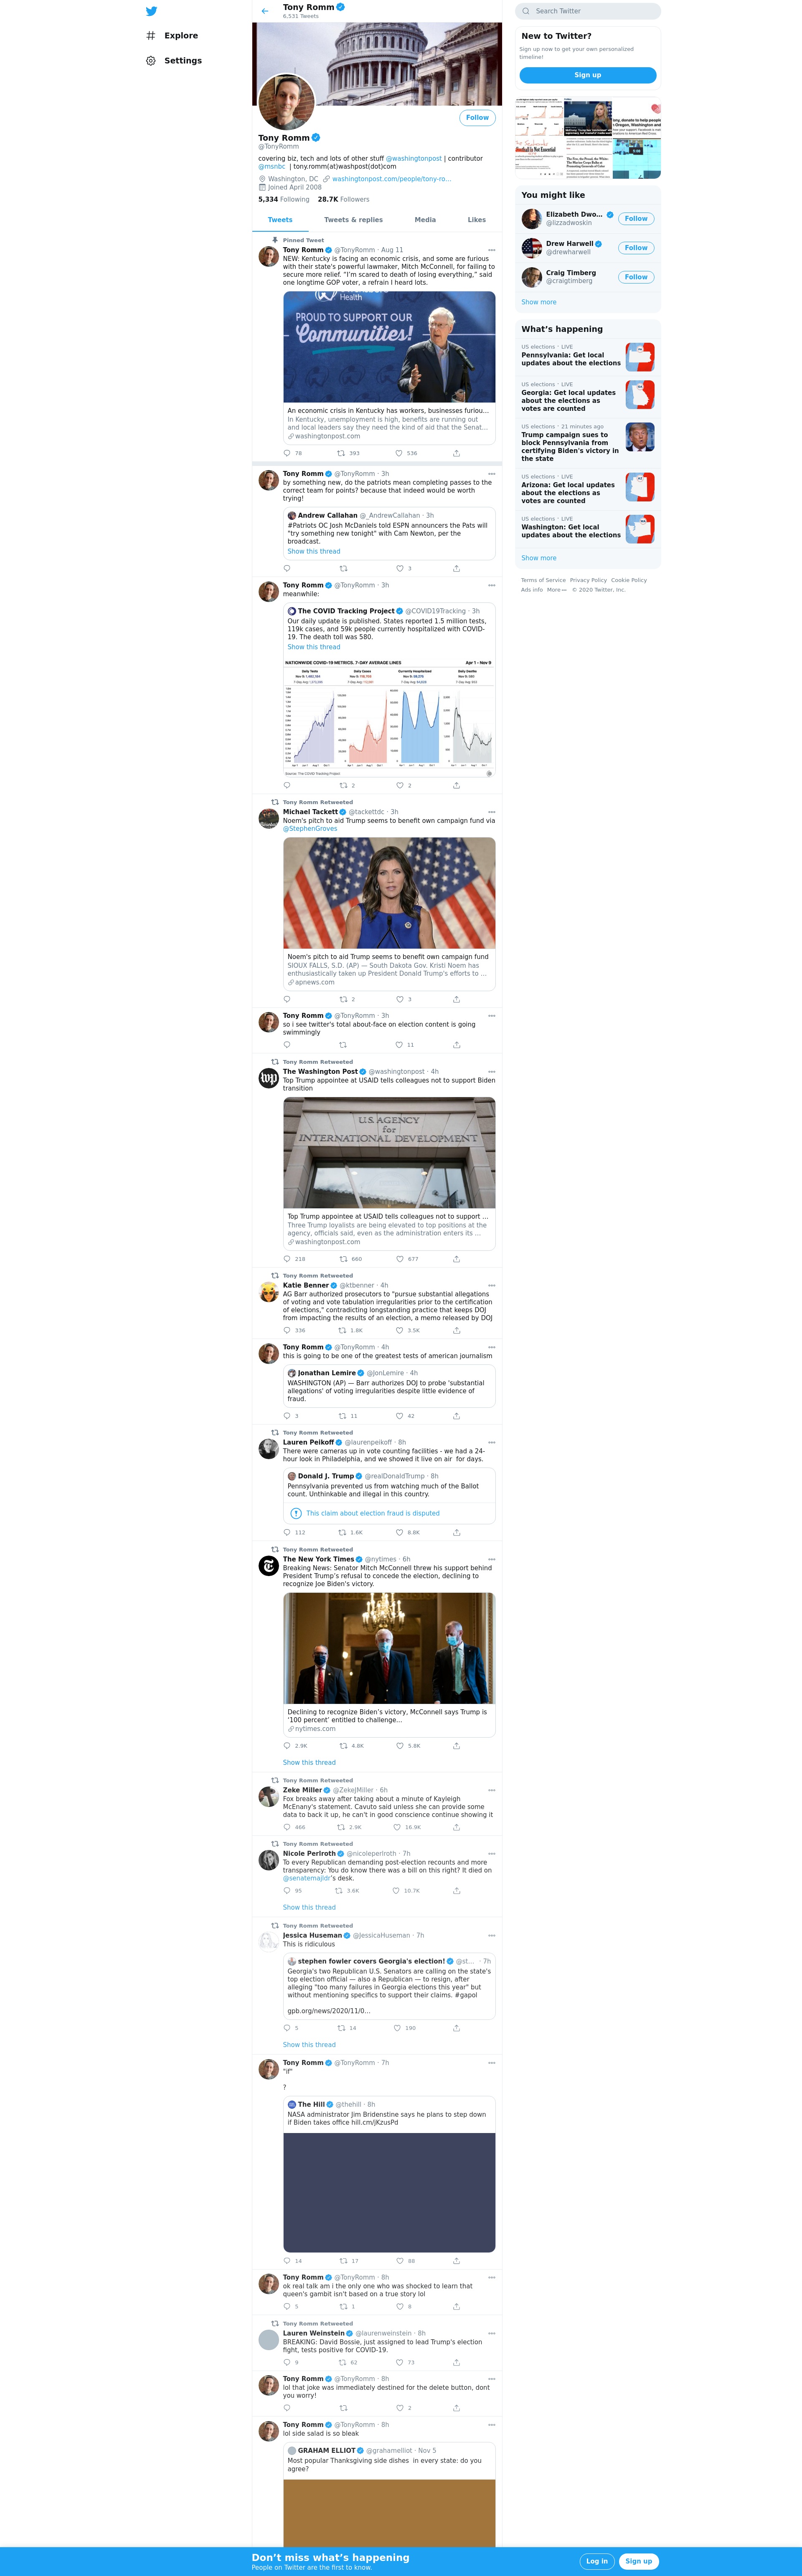 Explore
Settings
Tony Romm
6,531 Tweets
Follow
Tony Romm
@TonyRomm
covering biz, tech and lots of other stuff @washingtonpost | contributor
@msnbc | tony.romm(at)washpost(dot)com
Washington, DC washingtonpost.com/people/tony-ro…
Joined April 2008
5,334 Following 28.7K Followers
Tweets Tweets & replies Media Likes
Pinned Tweet
Tony Romm @TonyRomm · Aug 11
NEW: Kentucky is facing an economic crisis, and some are furious
with their state's powerful lawmaker, Mitch McConnell, for failing to
secure more relief. "I'm scared to death of losing everything," said
one longtime GOP voter, a refrain I heard lots.
Health
PROUD TO SUPPORT OUR
Communities!
An economic crisis in Kentucky has workers, businesses furiou…
In Kentucky, unemployment is high, benefits are running out
and local leaders say they need the kind of aid that the Senat…
washingtonpost.com
78 393 536
Tony Romm @TonyRomm · 3h
by something new, do the patriots mean completing passes to the
correct team for points? because that indeed would be worth
trying!
Andrew Callahan @_AndrewCallahan · 3h
#Patriots OC Josh McDaniels told ESPN announcers the Pats will
"try something new tonight" with Cam Newton, per the
broadcast.
Show this thread
3
Tony Romm @TonyRomm · 3h
meanwhile:
The COVID Tracking Project @COVID19Tracking · 3h
Our daily update is published. States reported 1.5 million tests,
119k cases, and 59k people currently hospitalized with COVID-
19. The death toll was 580.
Show this thread
NATIONWIDE COVID-19 METRICS. 7-DAY AVERAGE LINES Apr 1 - Nov 9
Daily Tests Daily Cases Currently Hospitalized Daily Deaths
Source: The COVID Tracking Project
2 2
Tony Romm Retweeted
Michael Tackett @tackettdc · 3h
Noem's pitch to aid Trump seems to benefit own campaign fund via
@StephenGroves
Noem's pitch to aid Trump seems to benefit own campaign fund
SIOUX FALLS, S.D. (AP) — South Dakota Gov. Kristi Noem has
enthusiastically taken up President Donald Trump's efforts to …
apnews.com
2 3
Tony Romm @TonyRomm · 3h
so i see twitter's total about-face on election content is going
swimmingly
11
Tony Romm Retweeted
wp
The Washington Post @washingtonpost · 4h
Top Trump appointee at USAID tells colleagues not to support Biden
transition
U.S. AGENCY
for
INTERNATIONAL DEVELOPMENT
Top Trump appointee at USAID tells colleagues not to support …
Three Trump loyalists are being elevated to top positions at the
agency, officials said, even as the administration enters its …
washingtonpost.com
218 660 677
Tony Romm Retweeted
Katie Benner @ktbenner · 4h
AG Barr authorized prosecutors to "pursue substantial allegations
of voting and vote tabulation irregularities prior to the certification
of elections," contradicting longstanding practice that keeps DOJ
from impacting the results of an election, a memo released by DOJ
336 1.8K 3.5K
Tony Romm @TonyRomm · 4h
this is going to be one of the greatest tests of american journalism
Jonathan Lemire @JonLemire · 4h
WASHINGTON (AP) — Barr authorizes DOJ to probe 'substantial
allegations' of voting irregularities despite little evidence of
fraud.
3 11 42
Tony Romm Retweeted
Lauren Peikoff @laurenpeikoff · 8h
There were cameras up in vote counting facilities - we had a 24-
hour look in Philadelphia, and we showed it live on air for days.
Donald J. Trump @realDonaldTrump · 8h
Pennsylvania prevented us from watching much of the Ballot
count. Unthinkable and illegal in this country.
This claim about election fraud is disputed
112 1.6K 8.8K
Tony Romm Retweeted
The New York Times @nytimes · 6h
Breaking News: Senator Mitch McConnell threw his support behind
President Trump's refusal to concede the election, declining to
recognize Joe Biden's victory.
Declining to recognize Biden's victory, McConnell says Trump is
'100 percent' entitled to challenge…
nytimes.com
2.9K 4.8K 5.8K
Show this thread
Tony Romm Retweeted
Zeke Miller @ZekeJMiller · 6h
Fox breaks away after taking about a minute of Kayleigh
McEnany's statement. Cavuto said unless she can provide some
data to back it up, he can't in good conscience continue showing it
466 2.9K 16.9K
Tony Romm Retweeted
Nicole Perlroth @nicoleperlroth · 7h
To every Republican demanding post-election recounts and more
transparency: You do know there was a bill on this right? It died on
@senatemajldr's desk.
95 3.6K 10.7K
Show this thread
Tony Romm Retweeted
Jessica Huseman @JessicaHuseman · 7h
This is ridiculous
stephen fowler covers Georgia's election! @st… · 7h
Georgia's two Republican U.S. Senators are calling on the state's
top election official — also a Republican — to resign, after
alleging "too many failures in Georgia elections this year" but
without mentioning specifics to support their claims. #gapol
gpb.org/news/2020/11/0…
5 14 190
Show this thread
Tony Romm @TonyRomm · 7h
"if"
?
The Hill @thehill · 8h
NASA administrator Jim Bridenstine says he plans to step down
if Biden takes office hill.cm/jKzusPd
14 17 88
Tony Romm @TonyRomm · 8h
ok real talk am i the only one who was shocked to learn that
queen's gambit isn't based on a true story lol
5 1 8
Tony Romm Retweeted
Lauren Weinstein @laurenweinstein · 8h
BREAKING: David Bossie, just assigned to lead Trump's election
fight, tests positive for COVID-19.
9 62 73
Tony Romm @TonyRomm · 8h
lol that joke was immediately destined for the delete button, dont
you worry!
2
Tony Romm @TonyRomm · 8h
lol side salad is so bleak
GRAHAM ELLIOT @grahamelliot · Nov 5
Most popular Thanksgiving side dishes in every state: do you
agree?
Search Twitter
New to Twitter?
Sign up now to get your own personalized
timeline!
Sign up
You might like
Elizabeth Dwo…
@lizzadwoskin
Follow
Drew Harwell
@drewharwell
Follow
Craig Timberg
@craigtimberg
Follow
Show more
What's happening
US elections · LIVE
Pennsylvania: Get local
updates about the elections
US elections · LIVE
Georgia: Get local updates
about the elections as
votes are counted
US elections · 21 minutes ago
Trump campaign sues to
block Pennsylvania from
certifying Biden's victory in
the state
US elections · LIVE
Arizona: Get local updates
about the elections as
votes are counted
US elections · LIVE
Washington: Get local
updates about the elections
Show more
Terms of Service Privacy Policy Cookie Policy
Ads info More © 2020 Twitter, Inc.
Don't miss what's happening
People on Twitter are the first to know.
Log in Sign up